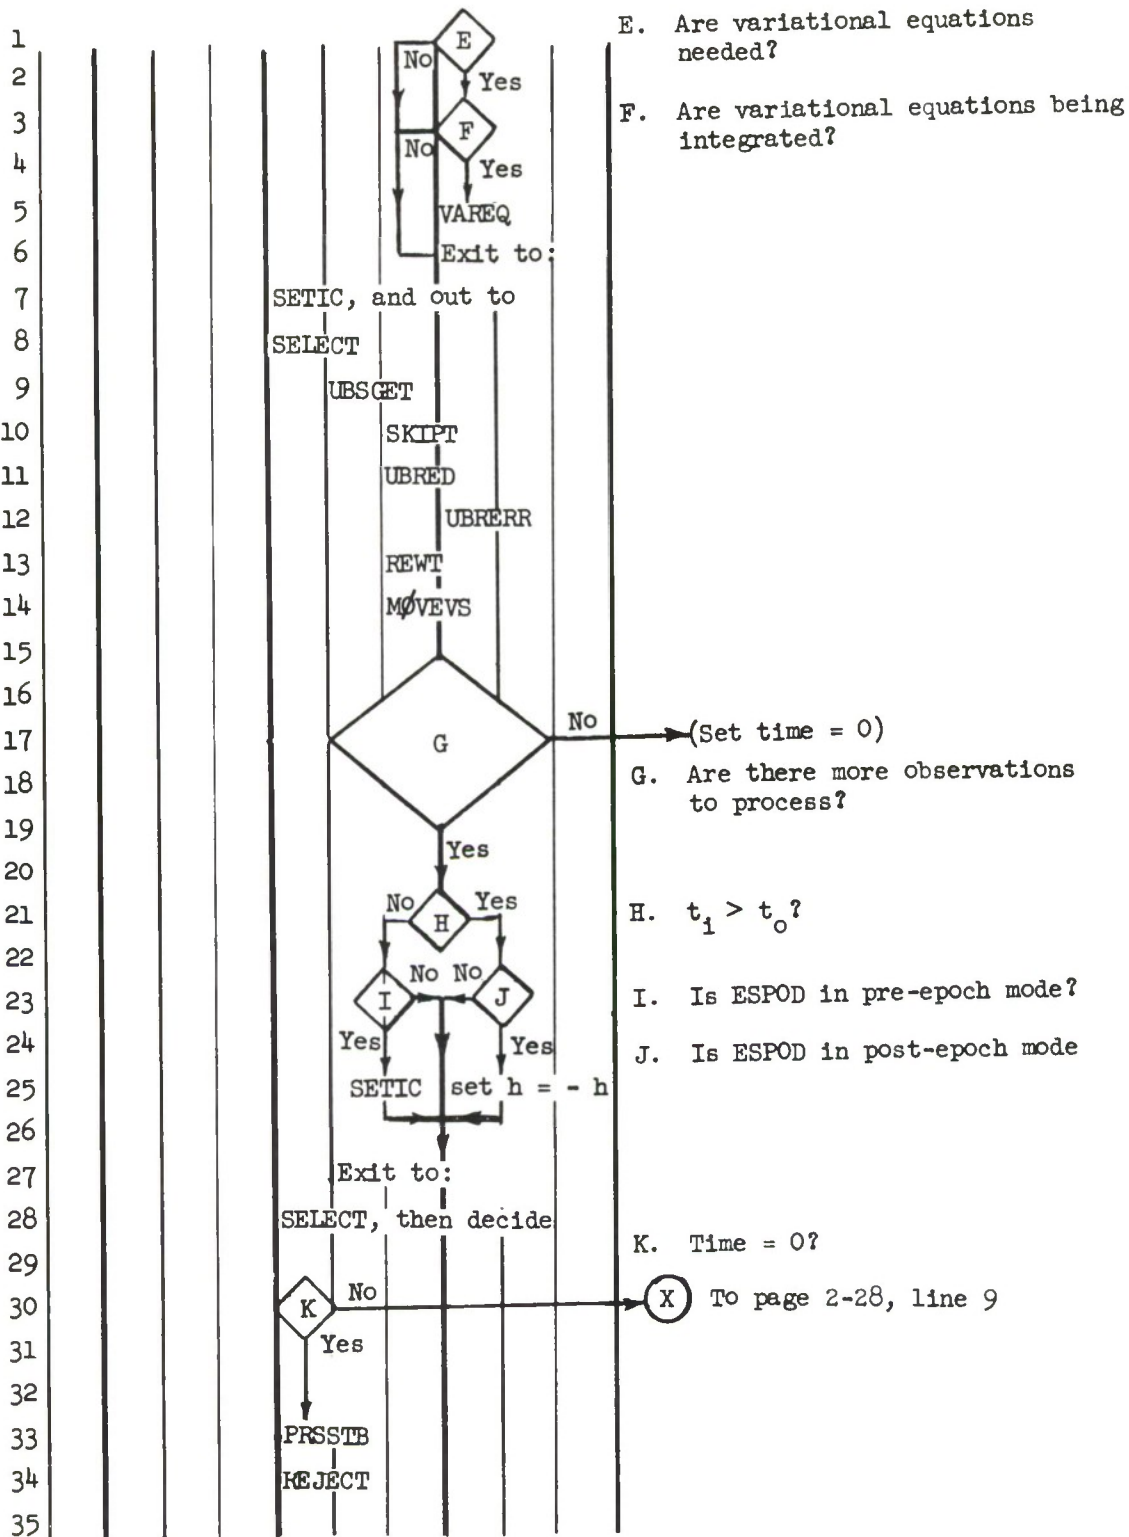 1
E
E. Are variational equations
needed?
No
2
Yes
F. Are variational equations being
integrated?
3
F
4
No
Yes
5
VAREQ
6
Exit to:
7
SETIC, and out to
8
SELECT
9
UBSGET
10
SKIPT
11
UBRED
12
UBRERR
13
REWT
14
MØVEVS
15
16
No
17
G
(Set time = 0)
18
G. Are there more observations
to process?
19
Yes
20
21
No
H
Yes
H. ti > to?
22
No No
23
I
J
I. Is ESPOD in pre-epoch mode?
24
Yes
Yes
J. Is ESPOD in post-epoch mode
25
SETIC
set h = - h
26
27
Exit to:
28
SELECT, then decide
29
K. Time = 0?
30
K
No
X
To page 2-28, line 9
31
Yes
32
33
PRSSTB
34
REJECT
35